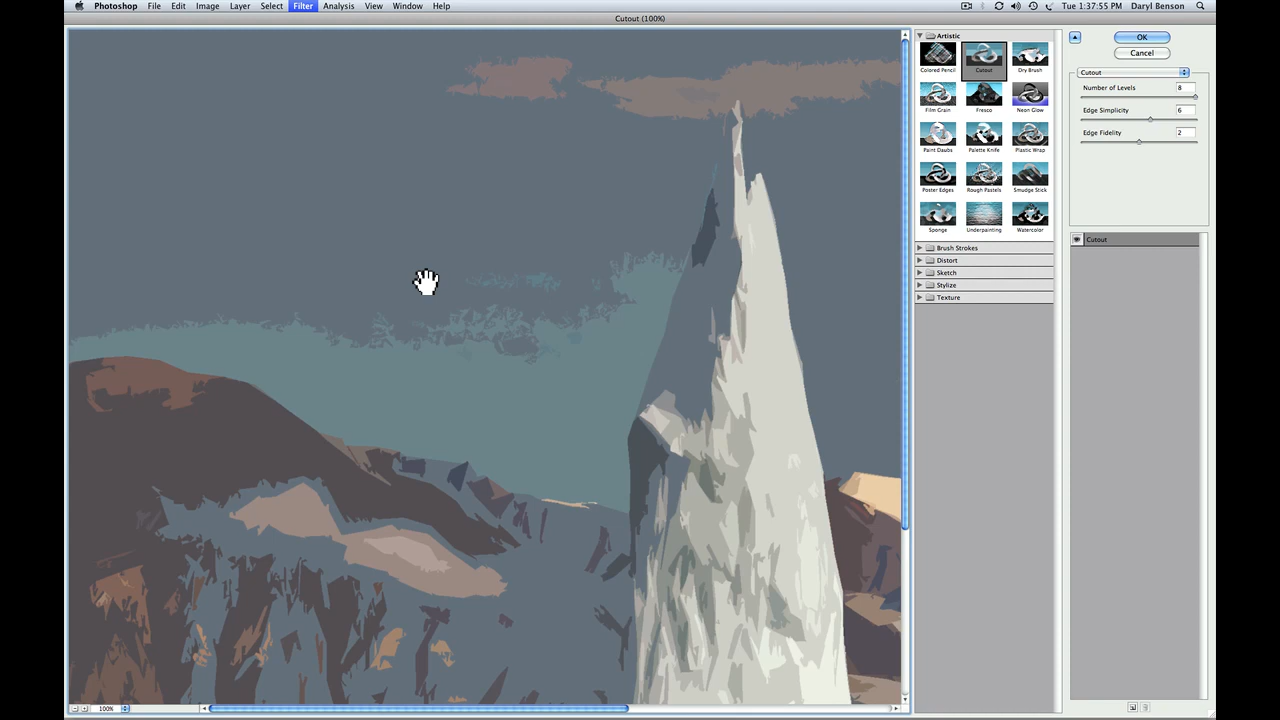 Photoshop File Edit Image Layer Select Filter Analysis View Window Help Tue 1:37:55 PM Daryl Benson
Cutout (100%)
Artistic
Colored Pencil Cutout Dry Brush
Film Grain Fresco Neon Glow
Paint Daubs Palette Knife Plastic Wrap
Poster Edges Rough Pastels Smudge Stick
Sponge Underpainting Watercolor
Brush Strokes
Distort
Sketch
Stylize
Texture
OK
Cancel
Cutout
Number of Levels 8
Edge Simplicity 6
Edge Fidelity 2
Cutout
100%